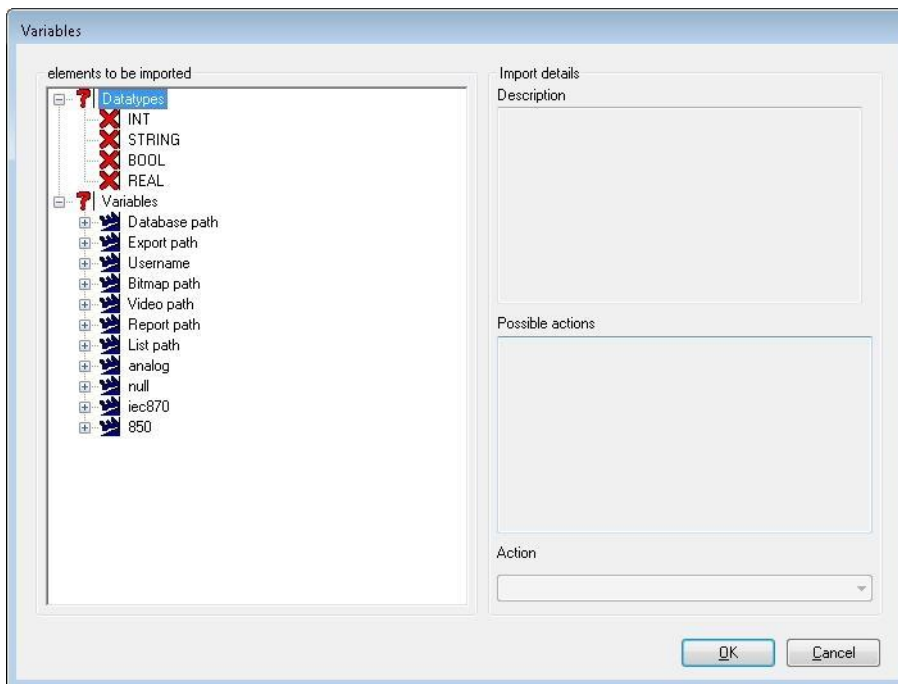 Variables
elements to be imported
Datatypes
INT
STRING
BOOL
REAL
Variables
Database path
Export path
Username
Bitmap path
Video path
Report path
List path
analog
null
iec870
850
Import details
Description
Possible actions
Action
OK
Cancel